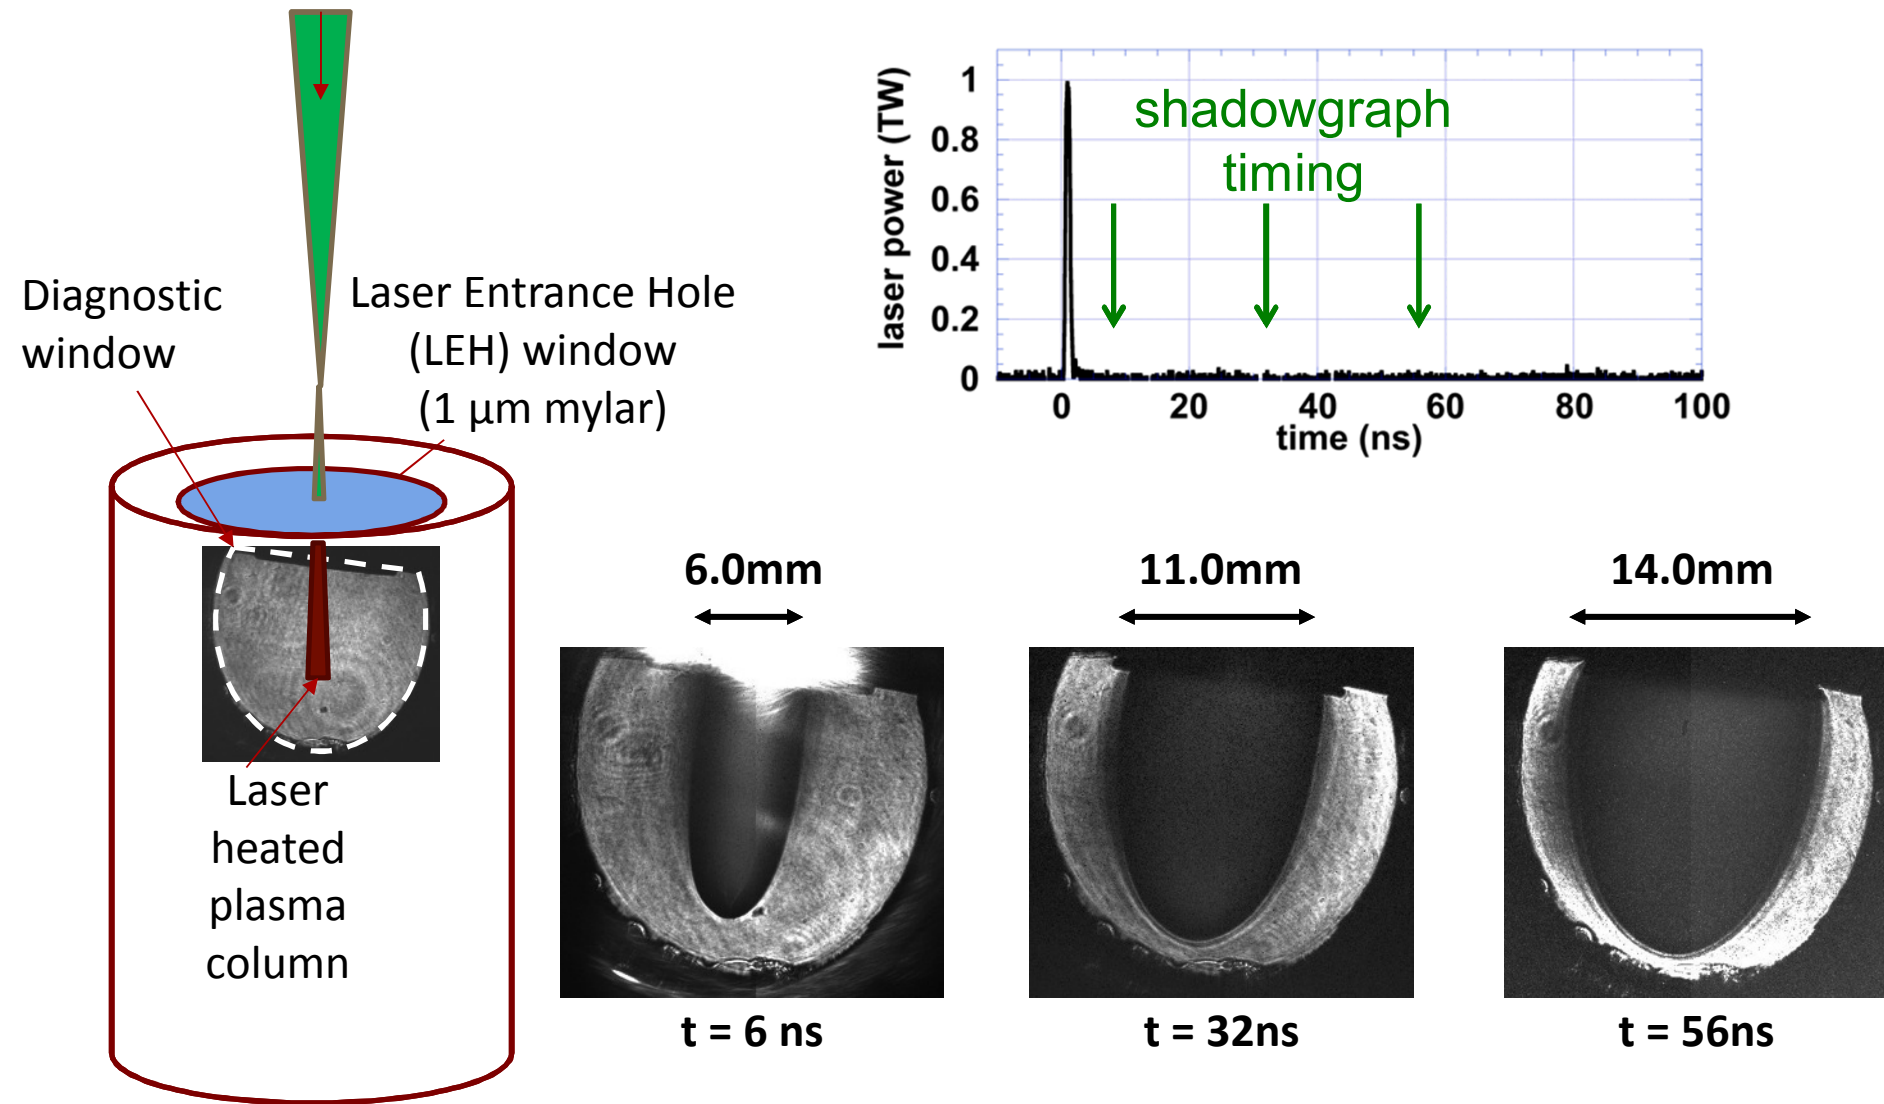 Diagnostic
window
Laser Entrance Hole
(LEH) window
(1 μm mylar)
Laser
heated
plasma
column
laser power (TW)
1
0.8
0.6
0.4
0.2
0
shadowgraph
timing
0 20 40 60 80 100
time (ns)
6.0mm
11.0mm
14.0mm
t = 6 ns
t = 32ns
t = 56ns